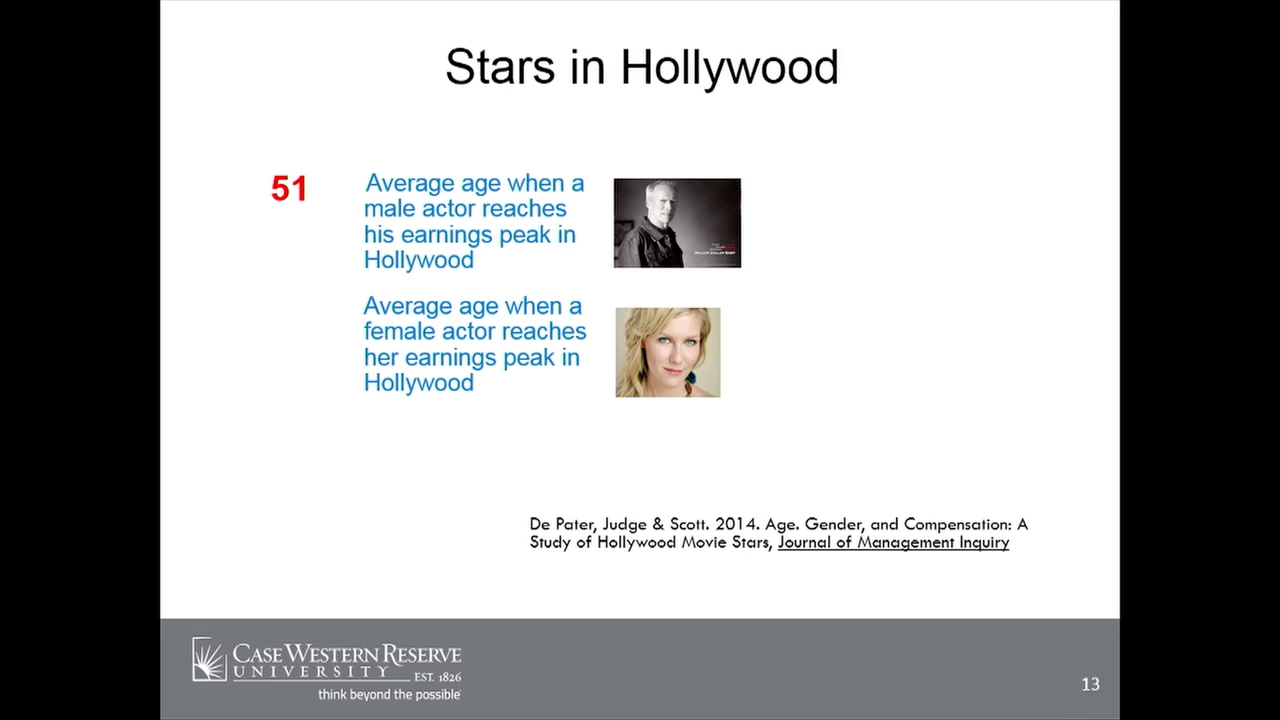 Stars in Hollywood
51
Average age when a
male actor reaches
his earnings peak in
Hollywood
Average age when a
female actor reaches
her earnings peak in
Hollywood
De Pater, Judge & Scott. 2014. Age. Gender, and Compensation: A
Study of Hollywood Movie Stars, Journal of Management Inquiry
CASE WESTERN RESERVE
UNIVERSITY EST. 1826
think beyond the possible
13